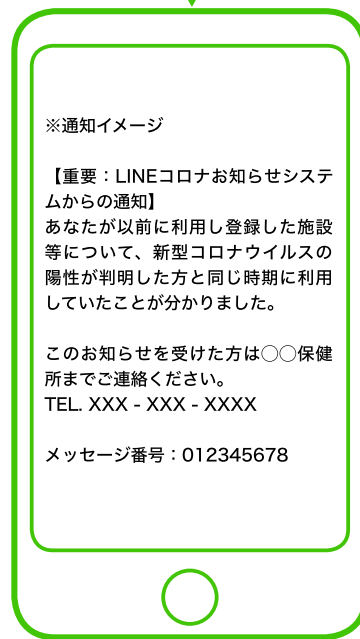 ※通知イメージ
【重要：LINEコロナお知らせシステ
ムからの通知】
あなたが以前に利用し登録した施設
等について、新型コロナウイルスの
陽性が判明した方と同じ時期に利用
していたことが分かりました。
このお知らせを受けた方は◯◯保健
所までご連絡ください。
TEL. XXX - XXX - XXXX
メッセージ番号：012345678